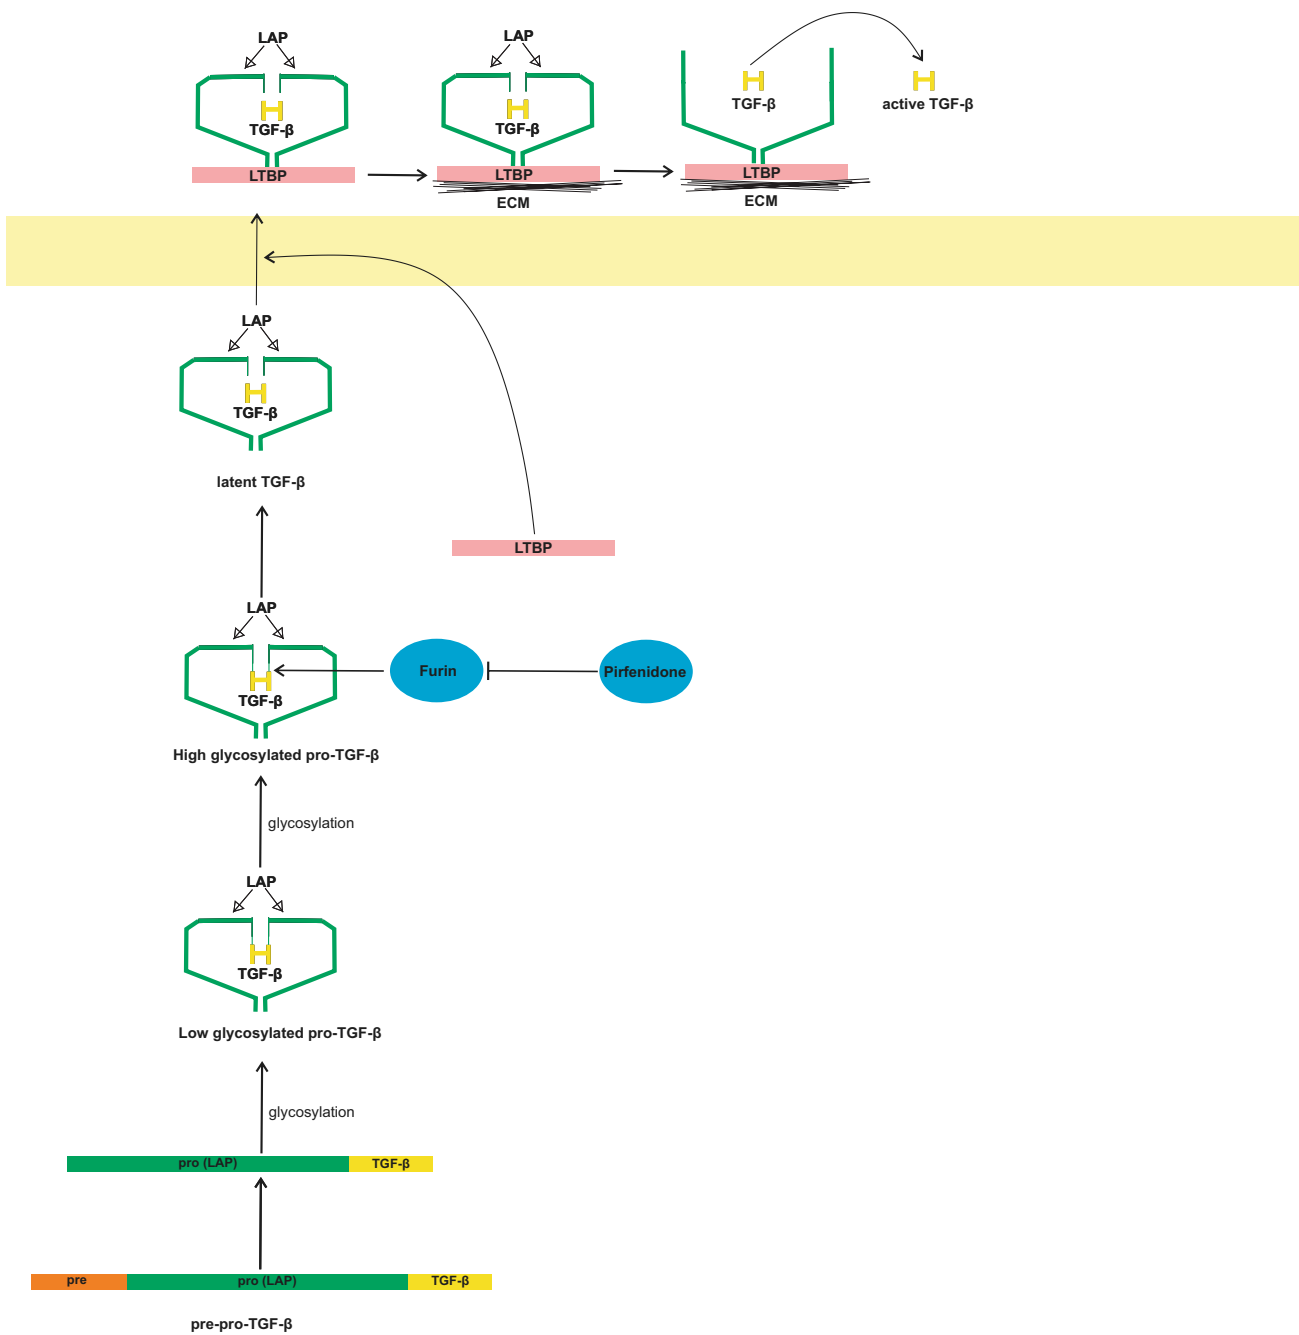 LAP
TGF-β
LTBP
LAP
TGF-β
LTBP
ECM
TGF-β
LTBP
ECM
active TGF-β
LAP
TGF-β
latent TGF-β
LTBP
LAP
TGF-β
High glycosylated pro-TGF-β
Furin
Pirfenidone
glycosylation
LAP
TGF-β
Low glycosylated pro-TGF-β
glycosylation
pro (LAP)
TGF-β
pre
pro (LAP)
TGF-β
pre-pro-TGF-β